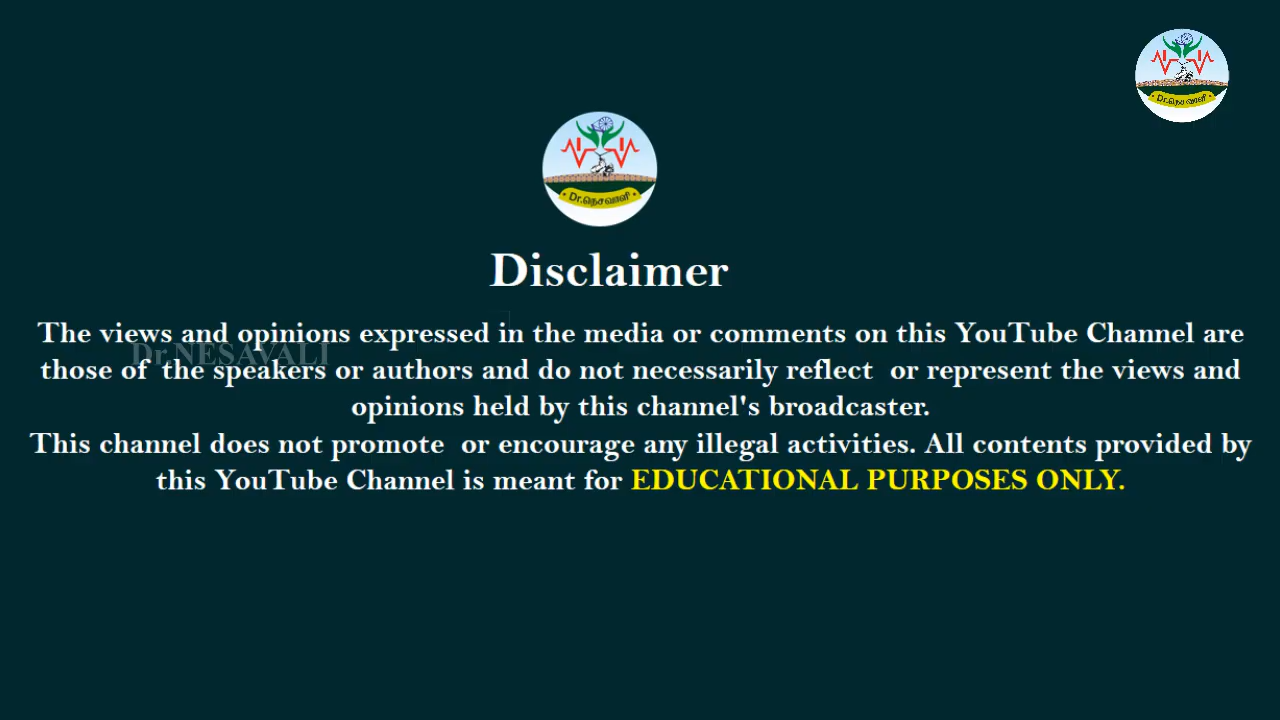 Dr.நெசவாளி
Dr.நெசவாளி
Disclaimer
The views and opinions expressed in the media or comments on this YouTube Channel are
Dr.NESAVALI
those of the speakers or authors and do not necessarily reflect or represent the views and
opinions held by this channel's broadcaster.
This channel does not promote or encourage any illegal activities. All contents provided by
this YouTube Channel is meant for EDUCATIONAL PURPOSES ONLY.